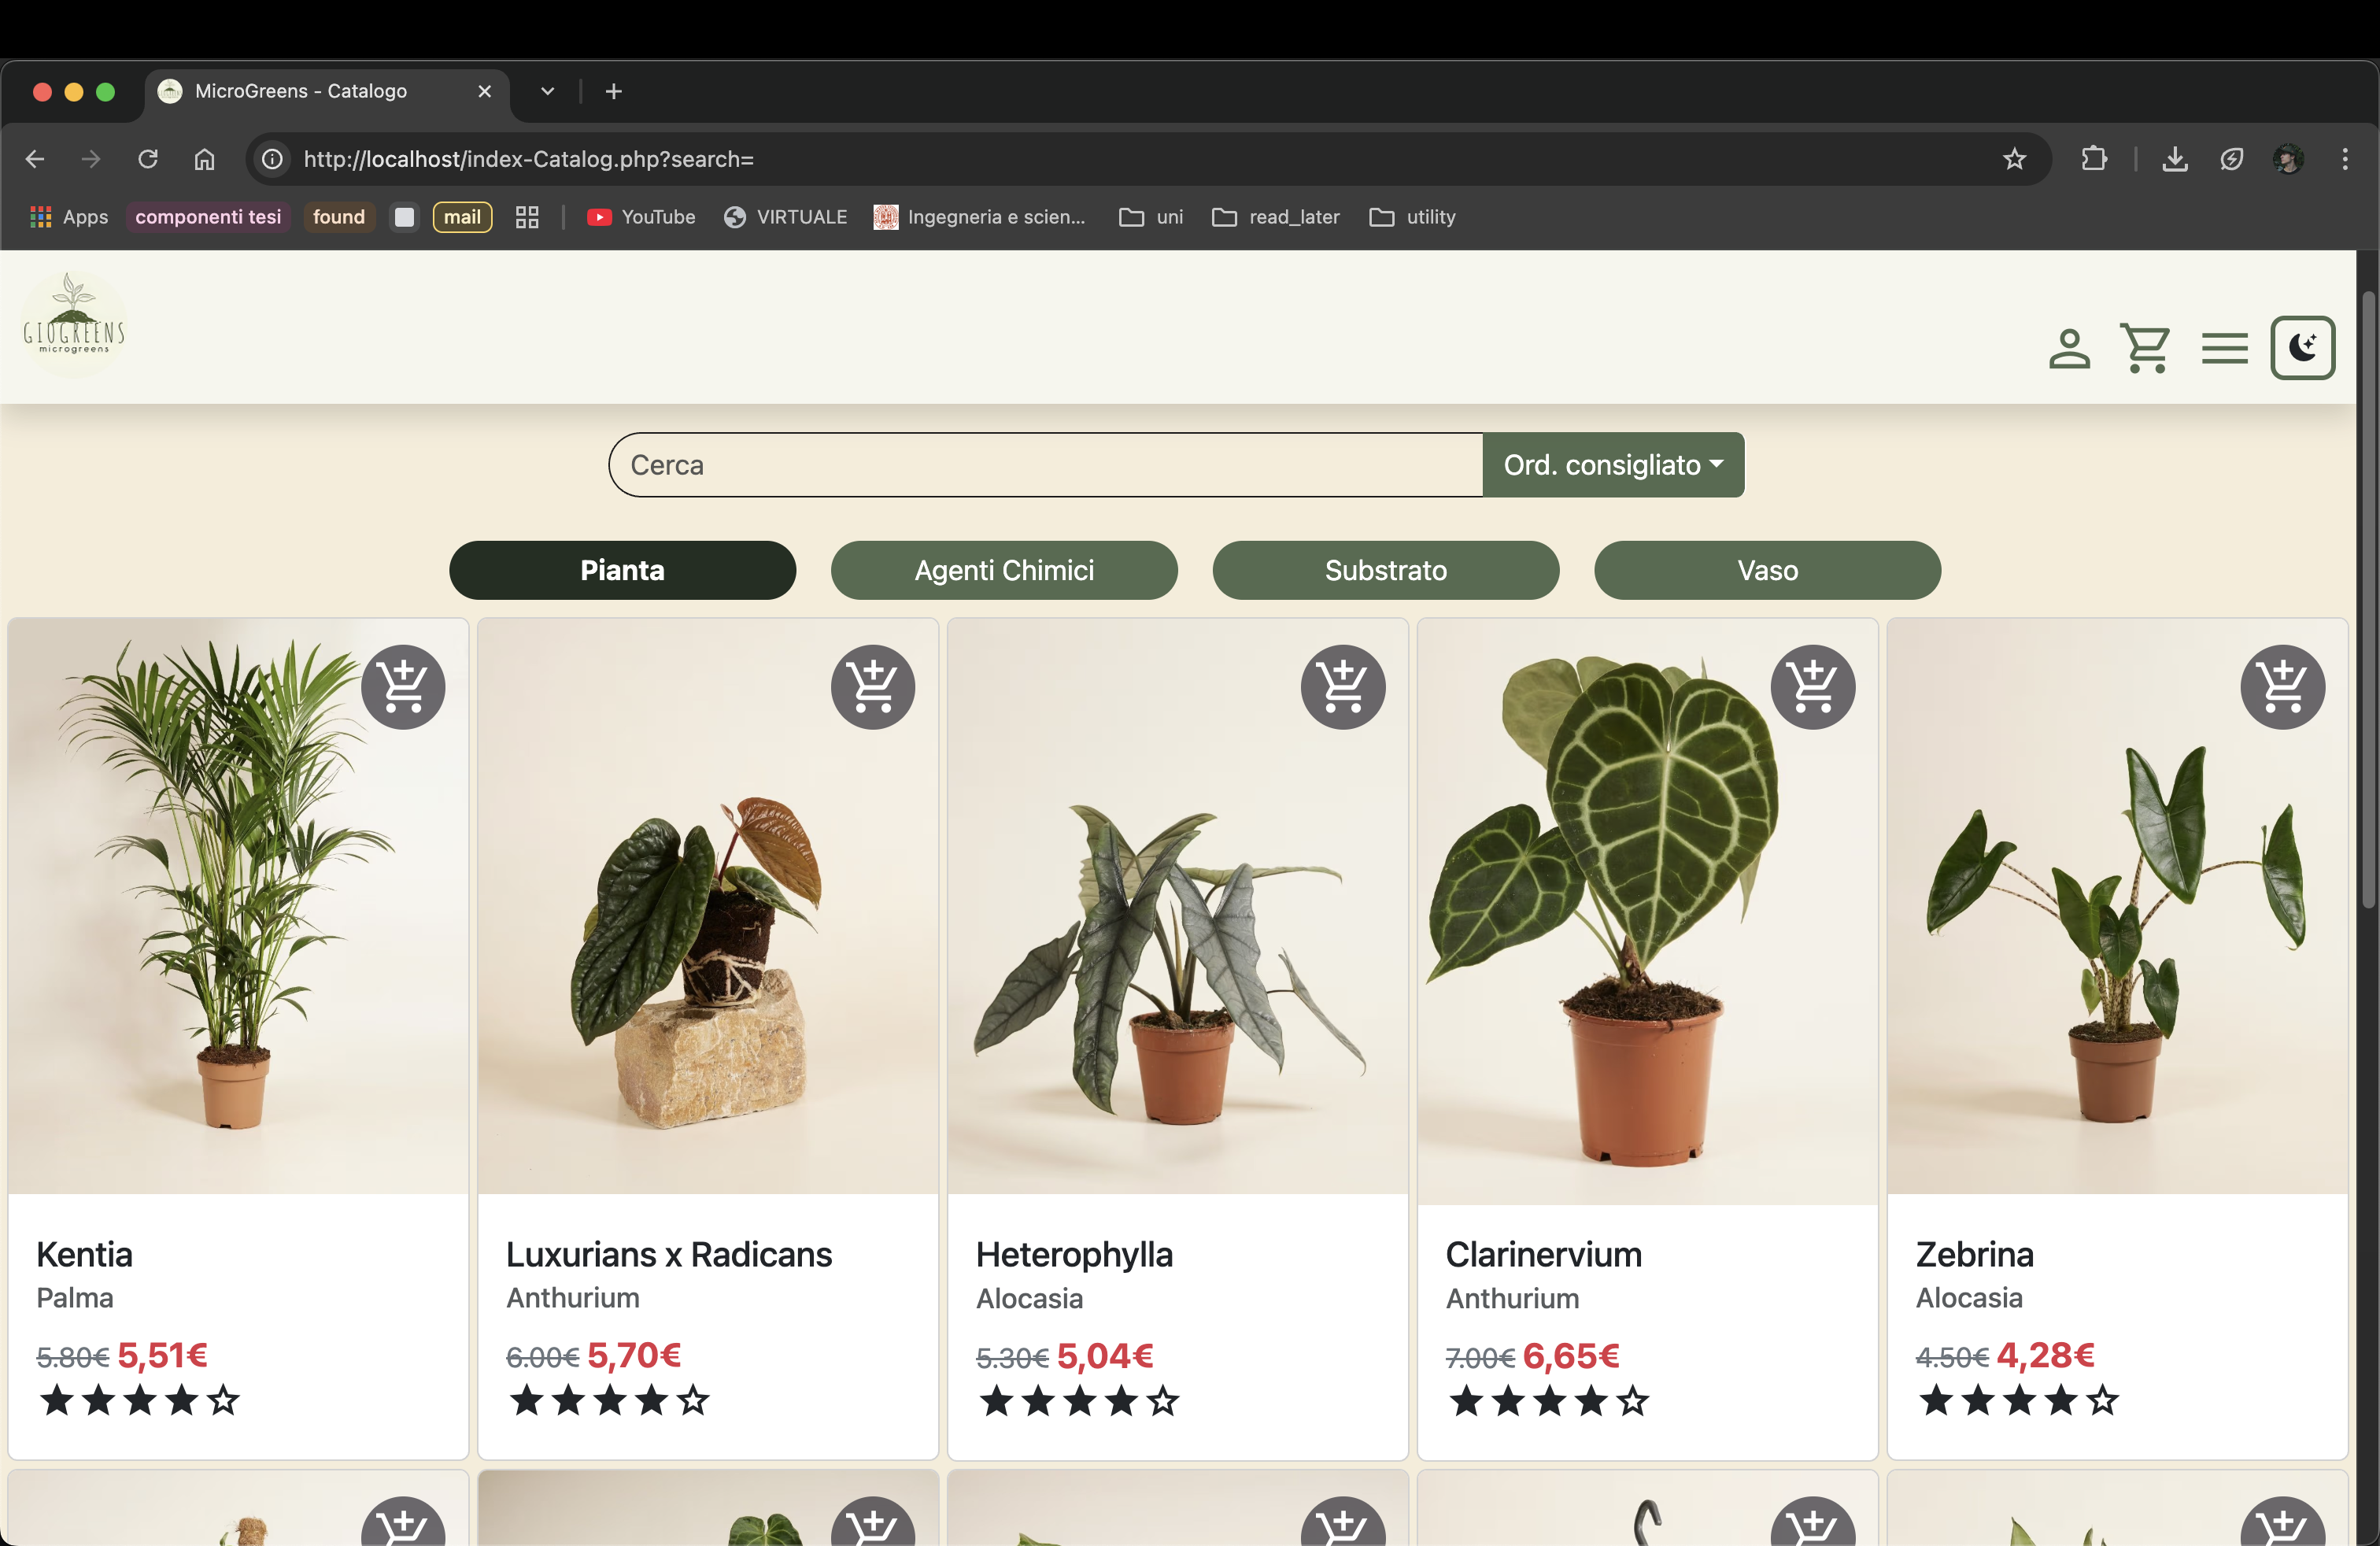 MicroGreens - Catalogo
http://localhost/index-Catalog.php?search=
Apps componenti tesi found mail YouTube VIRTUALE Ingegneria e scien... uni read_later utility
GIOGREENS
microgreens
Cerca Ord. consigliato
Pianta Agenti Chimici Substrato Vaso
Kentia
Palma
5.80€ 5,51€
Luxurians x Radicans
Anthurium
6.00€ 5,70€
Heterophylla
Alocasia
5.30€ 5,04€
Clarinervium
Anthurium
7.00€ 6,65€
Zebrina
Alocasia
4.50€ 4,28€